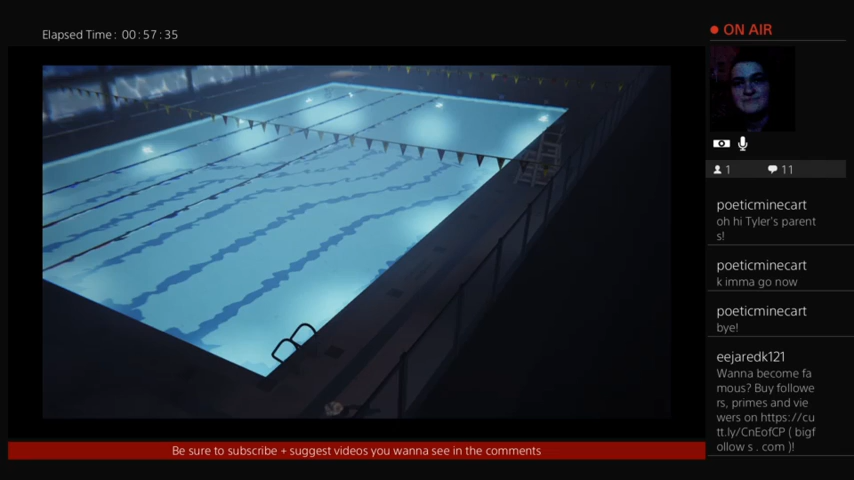 Elapsed Time: 00:57:35
ON AIR
1
11
poeticminecart
oh hi Tyler's parent
s!
poeticminecart
k imma go now
poeticminecart
bye!
eejaredk121
Wanna become fa
mous? Buy followe
rs, primes and vie
wers on https://cu
tt.ly/CnEofCP ( bigf
ollow s . com )!
Be sure to subscribe + suggest videos you wanna see in the comments